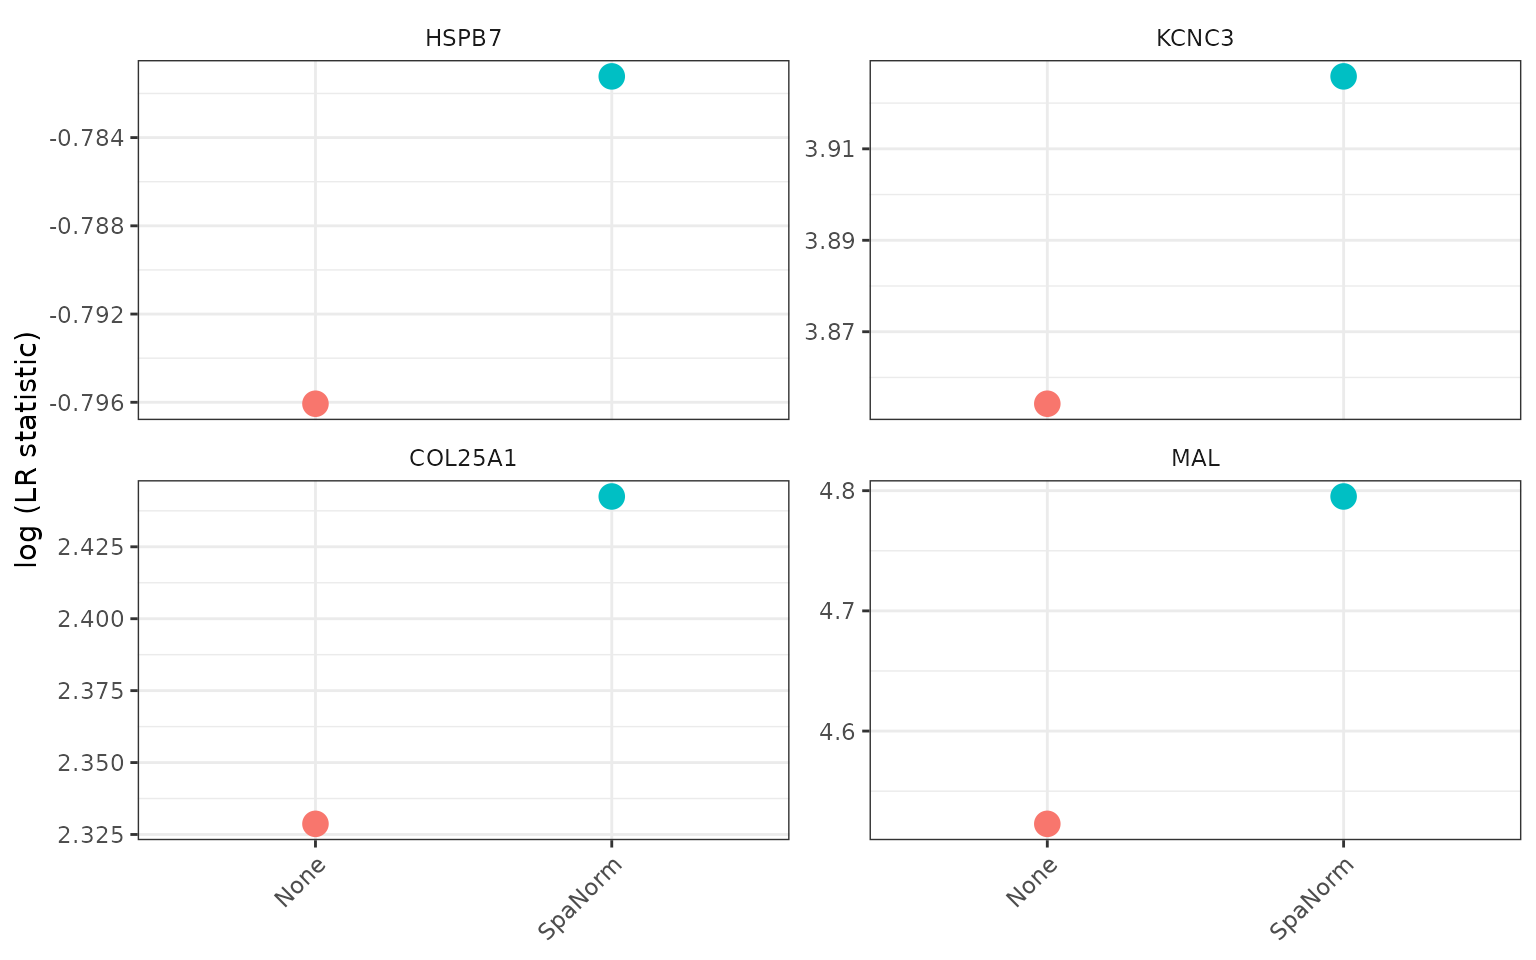 HSPB7
KCNC3
-0.784
-0.788
-0.792
-0.796
3.91
3.89
3.87
log (LR statistic)
COL25A1
MAL
2.425
2.400
2.375
2.350
2.325
4.8
4.7
4.6
None
SpaNorm
None
SpaNorm